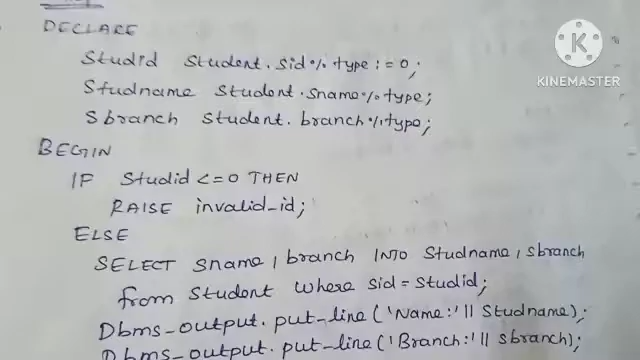 DECLARE
Studid Student.sid%type:=0;
Studname Student.sname%type;
Sbranch Student.branch%type;
BEGIN
IF Studid <=0 THEN
RAISE invalid_id;
ELSE
SELECT sname, branch INTO Studname, Sbranch
from Student where sid = studid;
Dbms_output.put_line('Name:'|| Studname);
Dbms_output.put_line('Branch:'|| Sbranch);
K
KINEMASTER